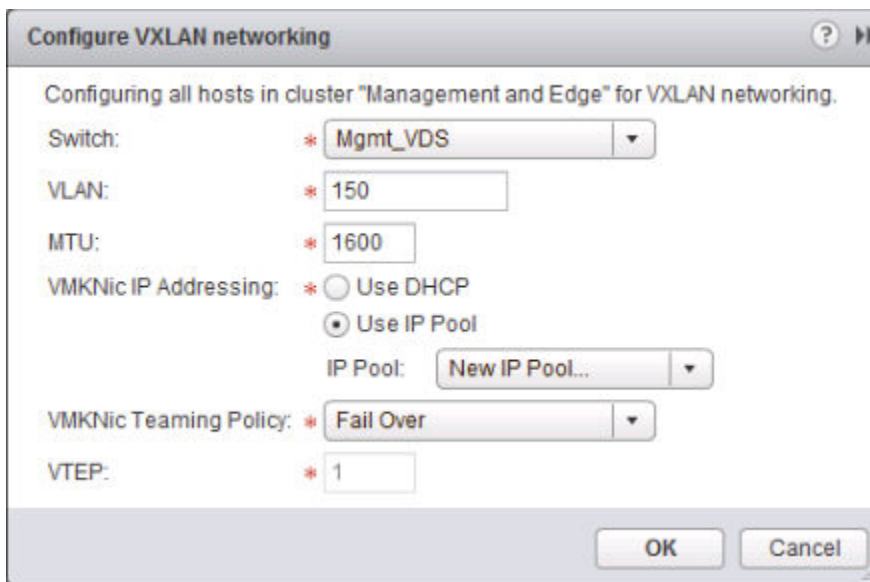 Configure VXLAN networking ?
Configuring all hosts in cluster "Management and Edge" for VXLAN networking.
Switch: * Mgmt_VDS
VLAN: * 150
MTU: * 1600
VMKNic IP Addressing: * Use DHCP
Use IP Pool
IP Pool: New IP Pool...
VMKNic Teaming Policy: * Fail Over
VTEP: * 1
OK Cancel